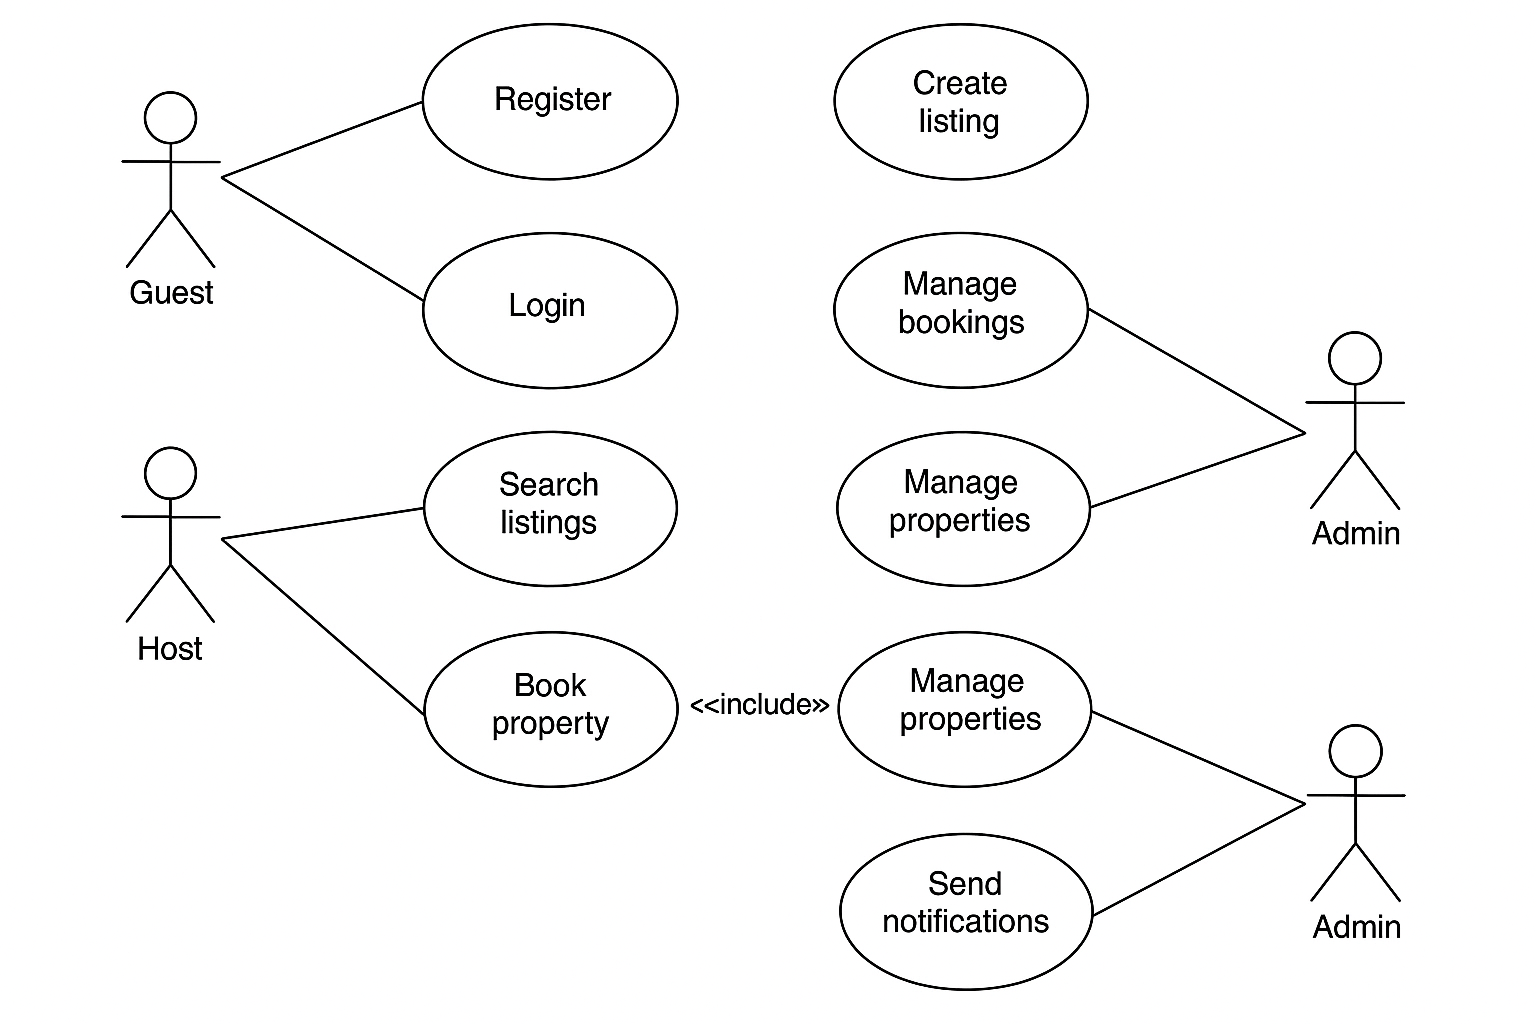 Register
Create
listing
Guest
Login
Manage
bookings
Search
listings
Manage
properties
Admin
Host
Book
property
<<include»
Manage
properties
Send
notifications
Admin